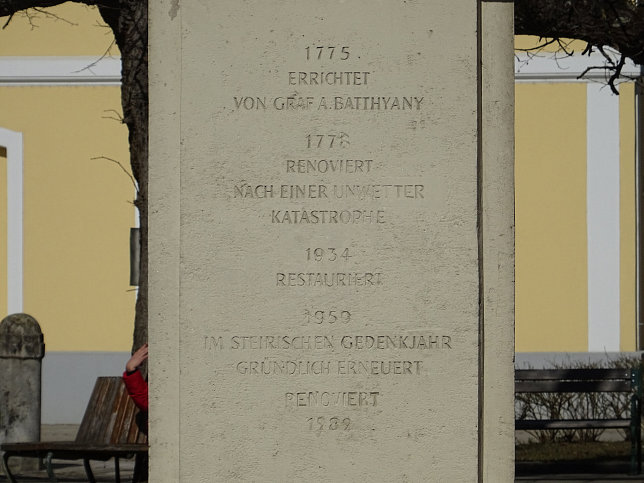 1775
ERRICHTET
VON GRAF A. BATTHYANY
1778
RENOVIERT
NACH EINER UNWETTER
KATASTROPHE
1934
RESTAURIERT
1959
IM STEIRISCHEN GEDENKJAHR
GRÜNDLICH ERNEUERT
RENOVIERT
1989